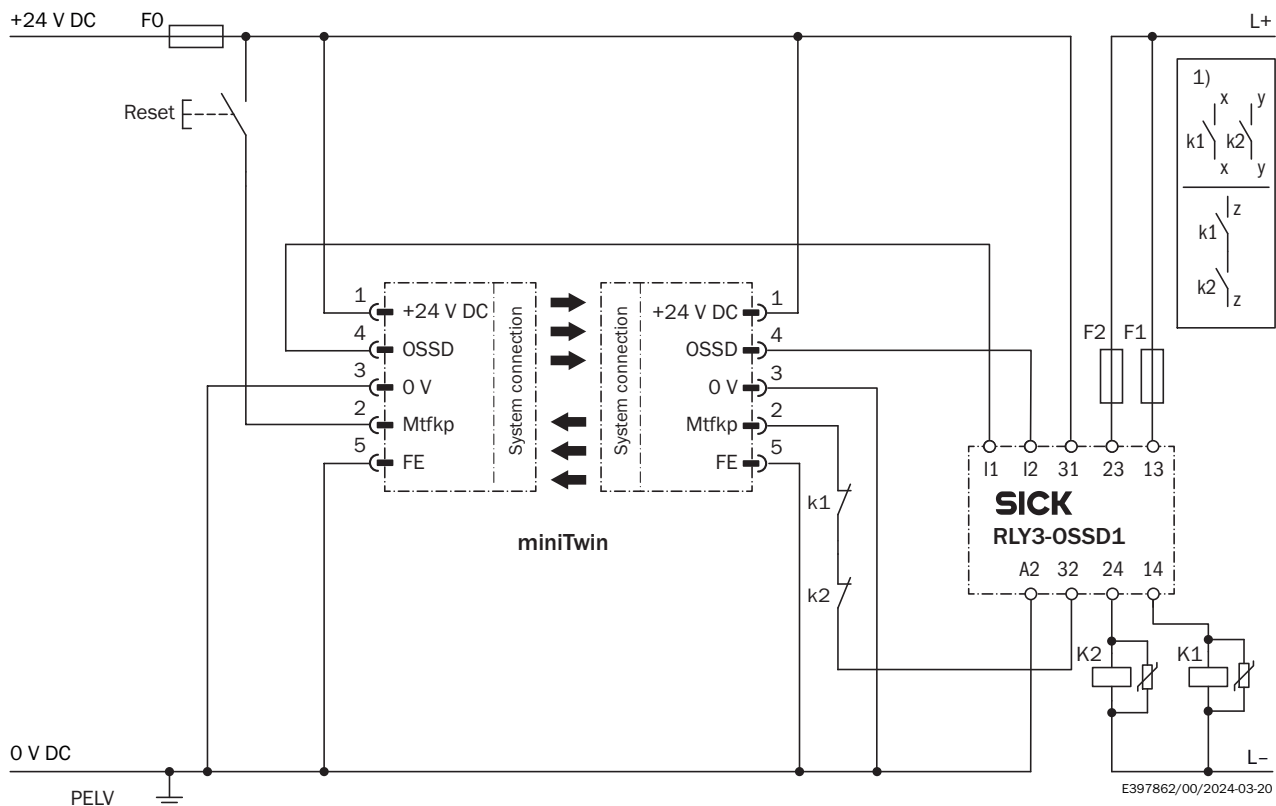 +24 V DC
F0
L+
Reset
1)
x y
k1 k2
x y
z
k1
k2
z
1 +24 V DC
4 OSSD
3 0 V
2 Mtfkp
5 FE
System connection
System connection
+24 V DC 1
OSSD 4
0 V 3
Mtfkp 2
FE 5
miniTwin
k1
k2
F2 F1
I1 I2 31 23 13
SICK
RLY3-OSSD1
A2 32 24 14
K2 K1
0 V DC
L–
PELV
E397862/00/2024-03-20